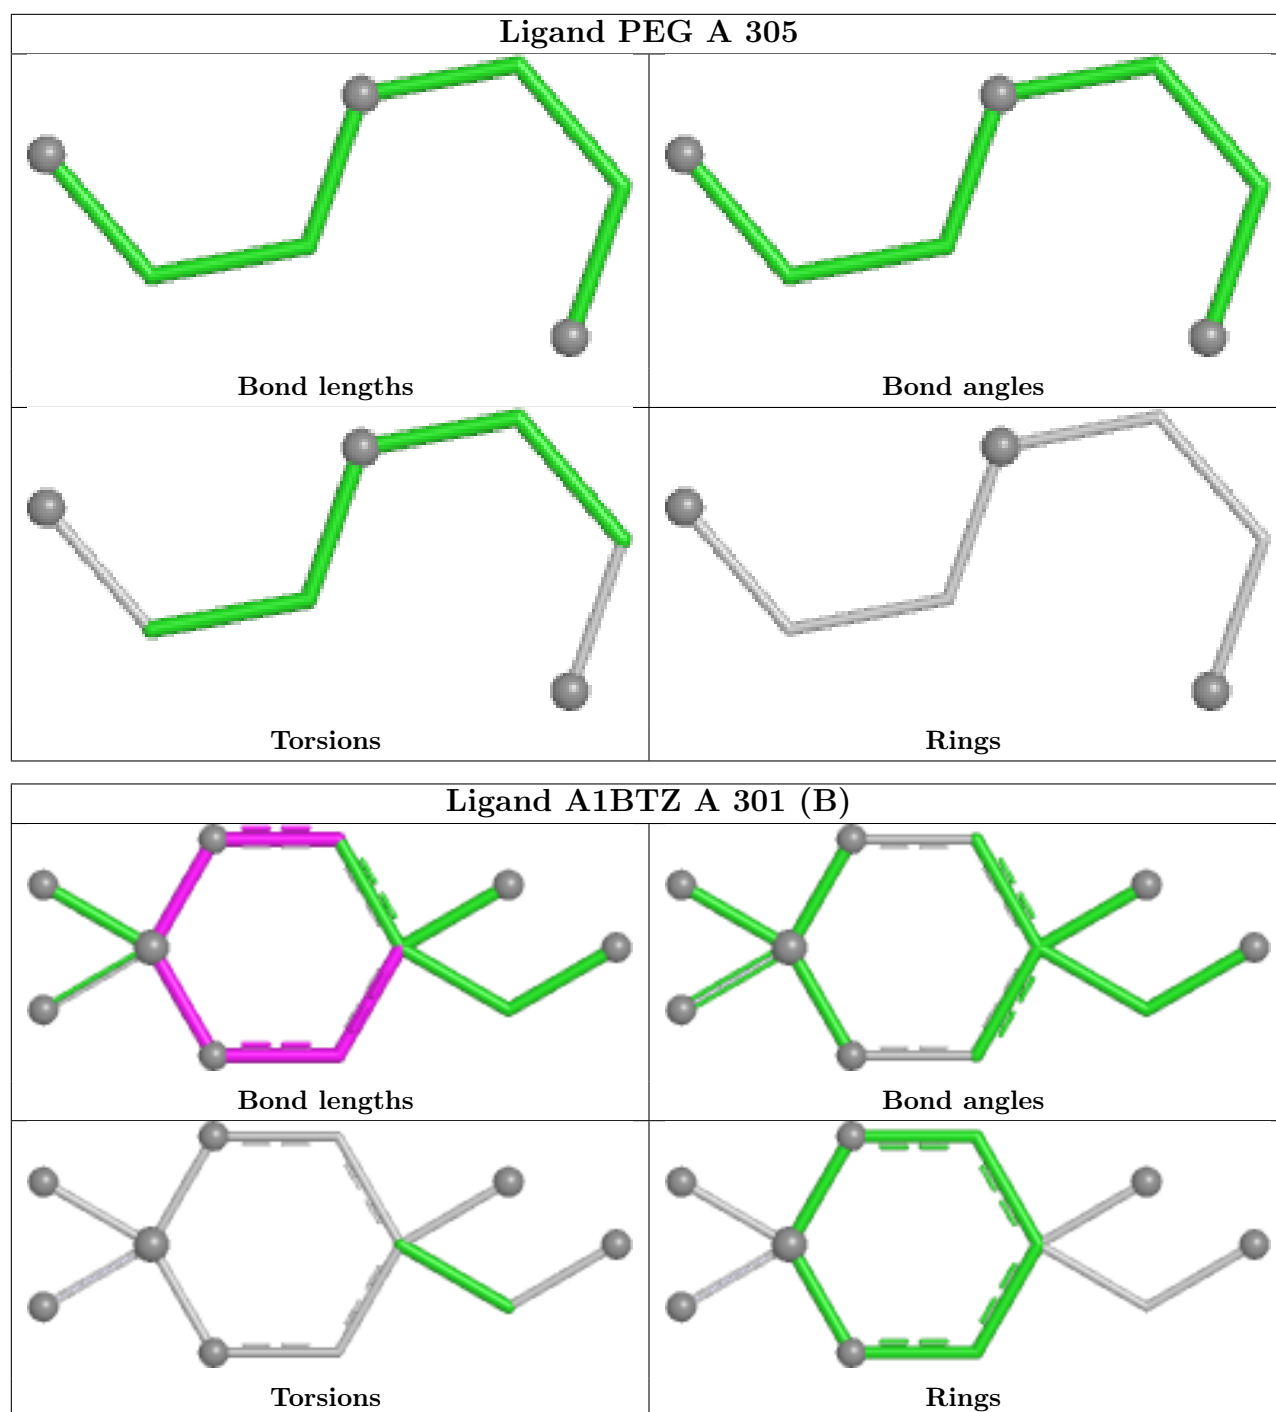 Ligand PEG A 305
Bond lengths
Bond angles
Torsions
Rings
Ligand A1BTZ A 301 (B)
Bond lengths
Bond angles
Torsions
Rings